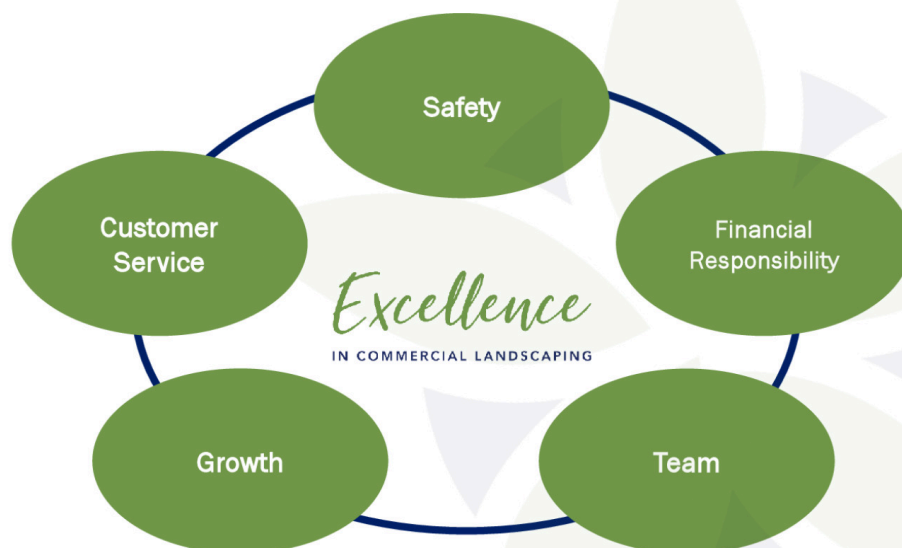 Safety
Customer
Service
Financial
Responsibility
Excellence
IN COMMERCIAL LANDSCAPING
Growth
Team